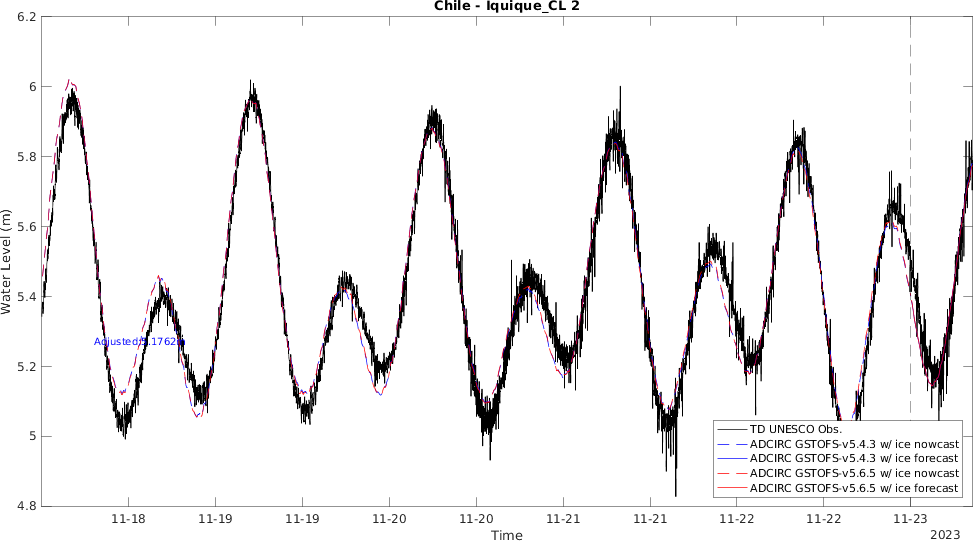 Chile - Iquique_CL 2
6.2
6
5.8
5.6
5.4
5.2
5
4.8
Water Level (m)
TD UNESCO Obs.
ADCIRC GSTOFS-v5.4.3 w/ ice nowcast
ADCIRC GSTOFS-v5.4.3 w/ ice forecast
ADCIRC GSTOFS-v5.6.5 w/ ice nowcast
ADCIRC GSTOFS-v5.6.5 w/ ice forecast
11-18 11-19 11-19 11-20 11-20 11-21 11-21 11-22 11-22 11-23
Time
2023